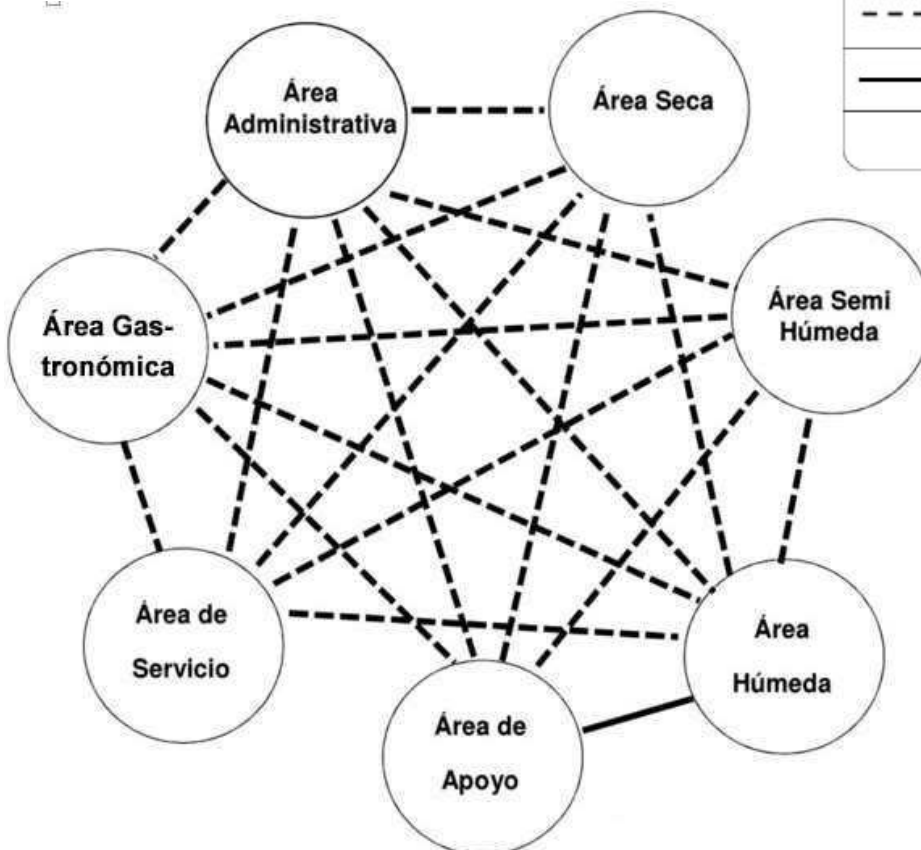 Área
Administrativa
Área Seca
Área Gas-
tronómica
Área Semi
Húmeda
Área de
Servicio
Área
Húmeda
Área de
Apoyo